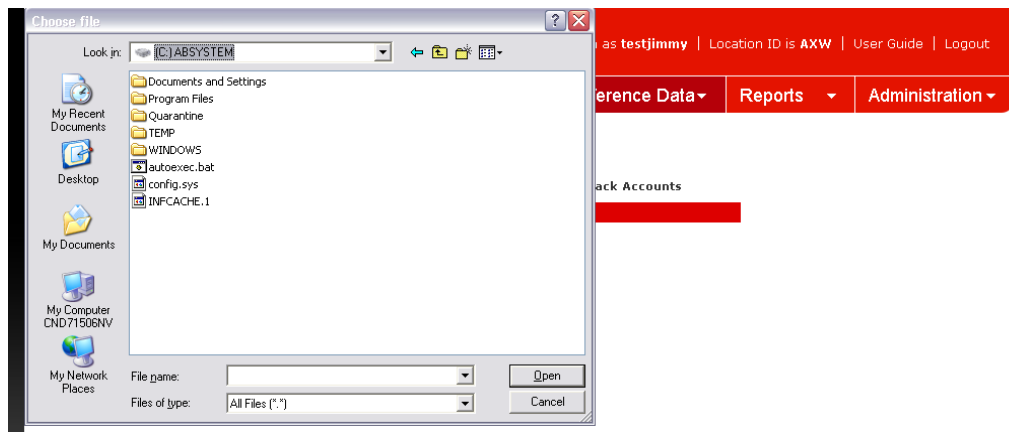 Choose file
Look in:
(C:) ABSYSTEM
Documents and Settings
Program Files
Quarantine
TEMP
WINDOWS
autoexec.bat
config.sys
INFCACHE.1
My Recent
Documents
Desktop
My Documents
My Computer
CND71506NV
My Network
Places
File name:
Open
Files of type:
All Files (*.*)
Cancel
as testjimmy | Location ID is AXW | User Guide | Logout
erence Data
Reports
Administration
ack Accounts